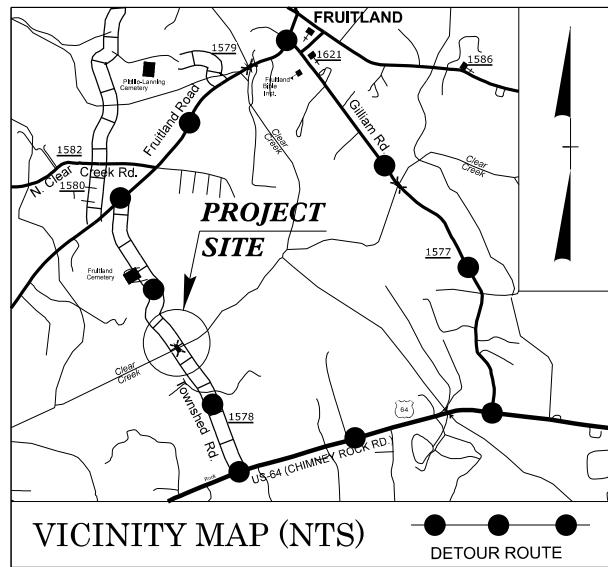 FRUITLAND
1579
1621
1586
Pitillo-Lanning
Cemetery
Fruitland
Bible
Inst.
Fruitland Road
Gilliam Rd
Clear
Creek
Clear
Creek
1582
N. Clear
Creek Rd.
1580
PROJECT
SITE
1577
Fruitland
Cemetery
Clear
Creek
Townshed Rd.
1578
64
US-64 (CHIMNEY ROCK RD.)
VICINITY MAP (NTS)
DETOUR ROUTE